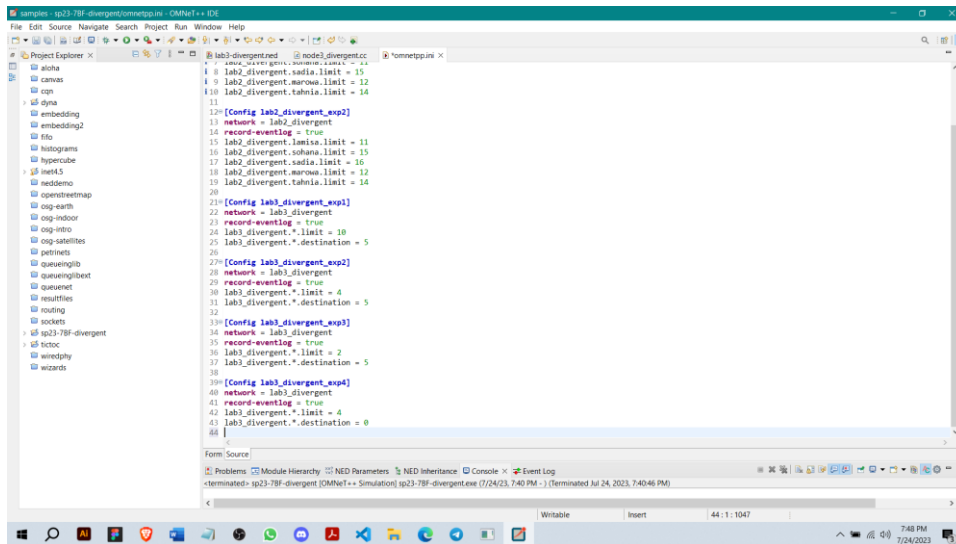 samples - sp23-7BF-divergent/omnetpp.ini - OMNeT++ IDE
File Edit Source Navigate Search Project Run Window Help
Project Explorer
aloha
canvas
cqn
dyna
embedding
embedding2
fifo
histograms
hypercube
inet4.5
neddemo
openstreetmap
osg-earth
osg-indoor
osg-intro
osg-satellites
petrinets
queueinglib
queueinglibext
queuenet
resultfiles
routing
sockets
sp23-7BF-divergent
tictoc
wiredphy
wizards
lab3-divergent.ned node3_divergent.cc *omnetpp.ini
7 lab2_divergent.sohana.limit = 11
8 lab2_divergent.sadia.limit = 15
9 lab2_divergent.marowa.limit = 12
10 lab2_divergent.tahnia.limit = 14
11
12 [Config lab2_divergent_exp2]
13 network = lab2_divergent
14 record-eventlog = true
15 lab2_divergent.lamisa.limit = 11
16 lab2_divergent.sohana.limit = 15
17 lab2_divergent.sadia.limit = 16
18 lab2_divergent.marowa.limit = 12
19 lab2_divergent.tahnia.limit = 14
20
21 [Config lab3_divergent_exp1]
22 network = lab3_divergent
23 record-eventlog = true
24 lab3_divergent.*.limit = 10
25 lab3_divergent.*.destination = 5
26
27 [Config lab3_divergent_exp2]
28 network = lab3_divergent
29 record-eventlog = true
30 lab3_divergent.*.limit = 4
31 lab3_divergent.*.destination = 5
32
33 [Config lab3_divergent_exp3]
34 network = lab3_divergent
35 record-eventlog = true
36 lab3_divergent.*.limit = 2
37 lab3_divergent.*.destination = 5
38
39 [Config lab3_divergent_exp4]
40 network = lab3_divergent
41 record-eventlog = true
42 lab3_divergent.*.limit = 4
43 lab3_divergent.*.destination = 0
44
Form Source
Problems Module Hierarchy NED Parameters NED Inheritance Console Event Log
<terminated> sp23-7BF-divergent [OMNeT++ Simulation] sp23-7BF-divergent.exe (7/24/23, 7:40 PM - ) (Terminated Jul 24, 2023, 7:40:46 PM)
Writable Insert 44 : 1 : 1047
Ai
7:48 PM
7/24/2023